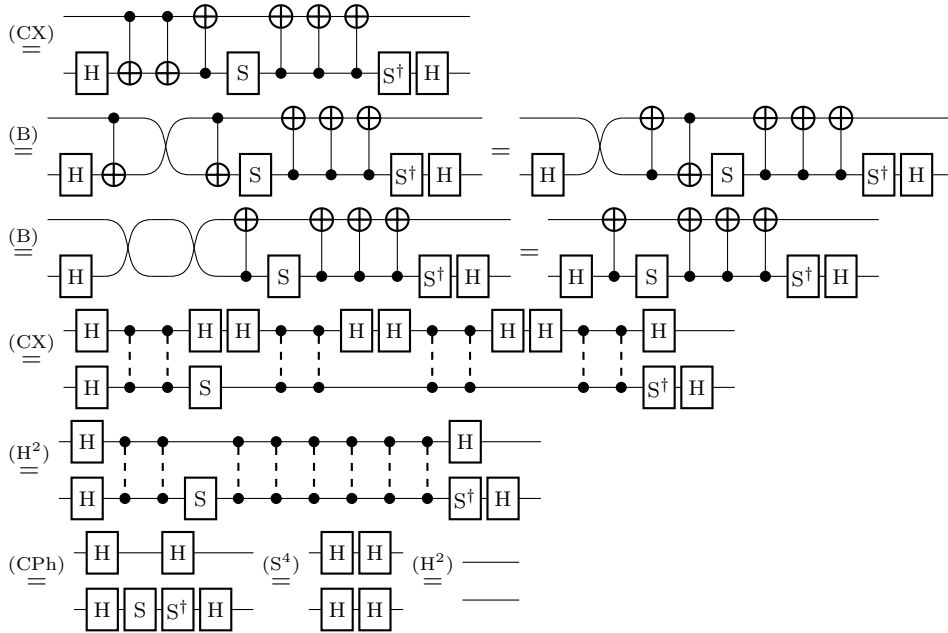 (CX) = H S S† H
(B) = H S S† H = H S S† H
(B) = H S S† H = H S S† H
(CX) = H H H H H H H H
H S S† H
(H²) = H H
H S S† H
(CPh) = H H (S⁴) = H H (H²) =
H S S† H H H